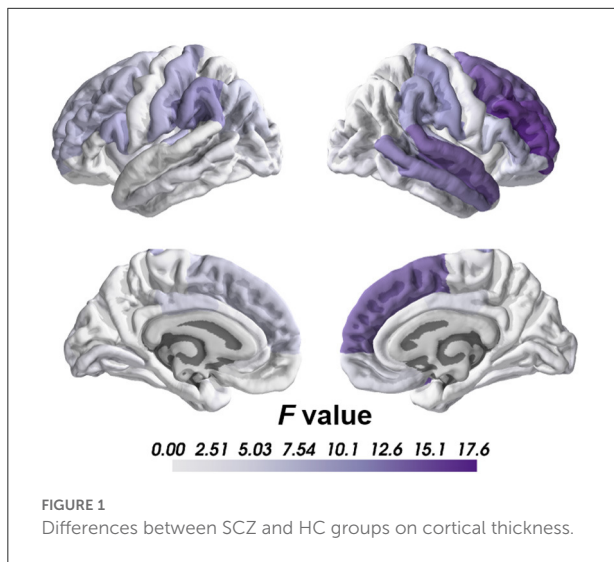 F value
0.00 2.51 5.03 7.54 10.1 12.6 15.1 17.6
FIGURE 1
Differences between SCZ and HC groups on cortical thickness.